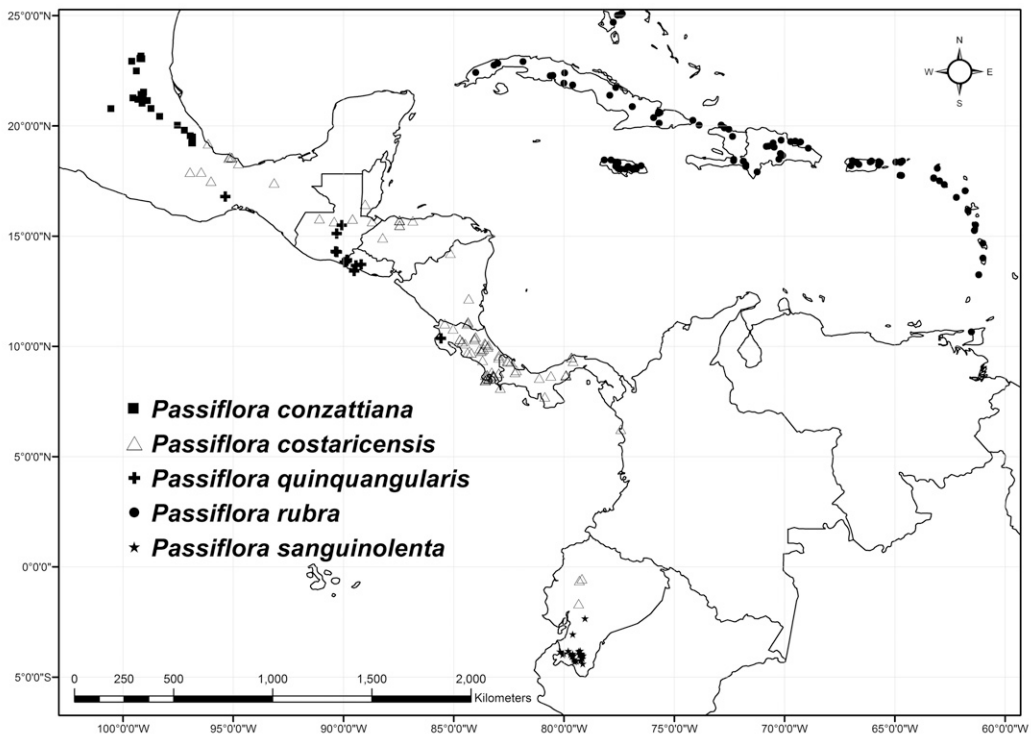 25°0'0"N
20°0'0"N
15°0'0"N
10°0'0"N
5°0'0"N
0°0'0"
5°0'0"S
N
W E
S
Passiflora conzattiana
Passiflora costaricensis
Passiflora quinquangularis
Passiflora rubra
Passiflora sanguinolenta
0 250 500 1,000 1,500 2,000
Kilometers
100°0'0"W 95°0'0"W 90°0'0"W 85°0'0"W 80°0'0"W 75°0'0"W 70°0'0"W 65°0'0"W 60°0'0"W